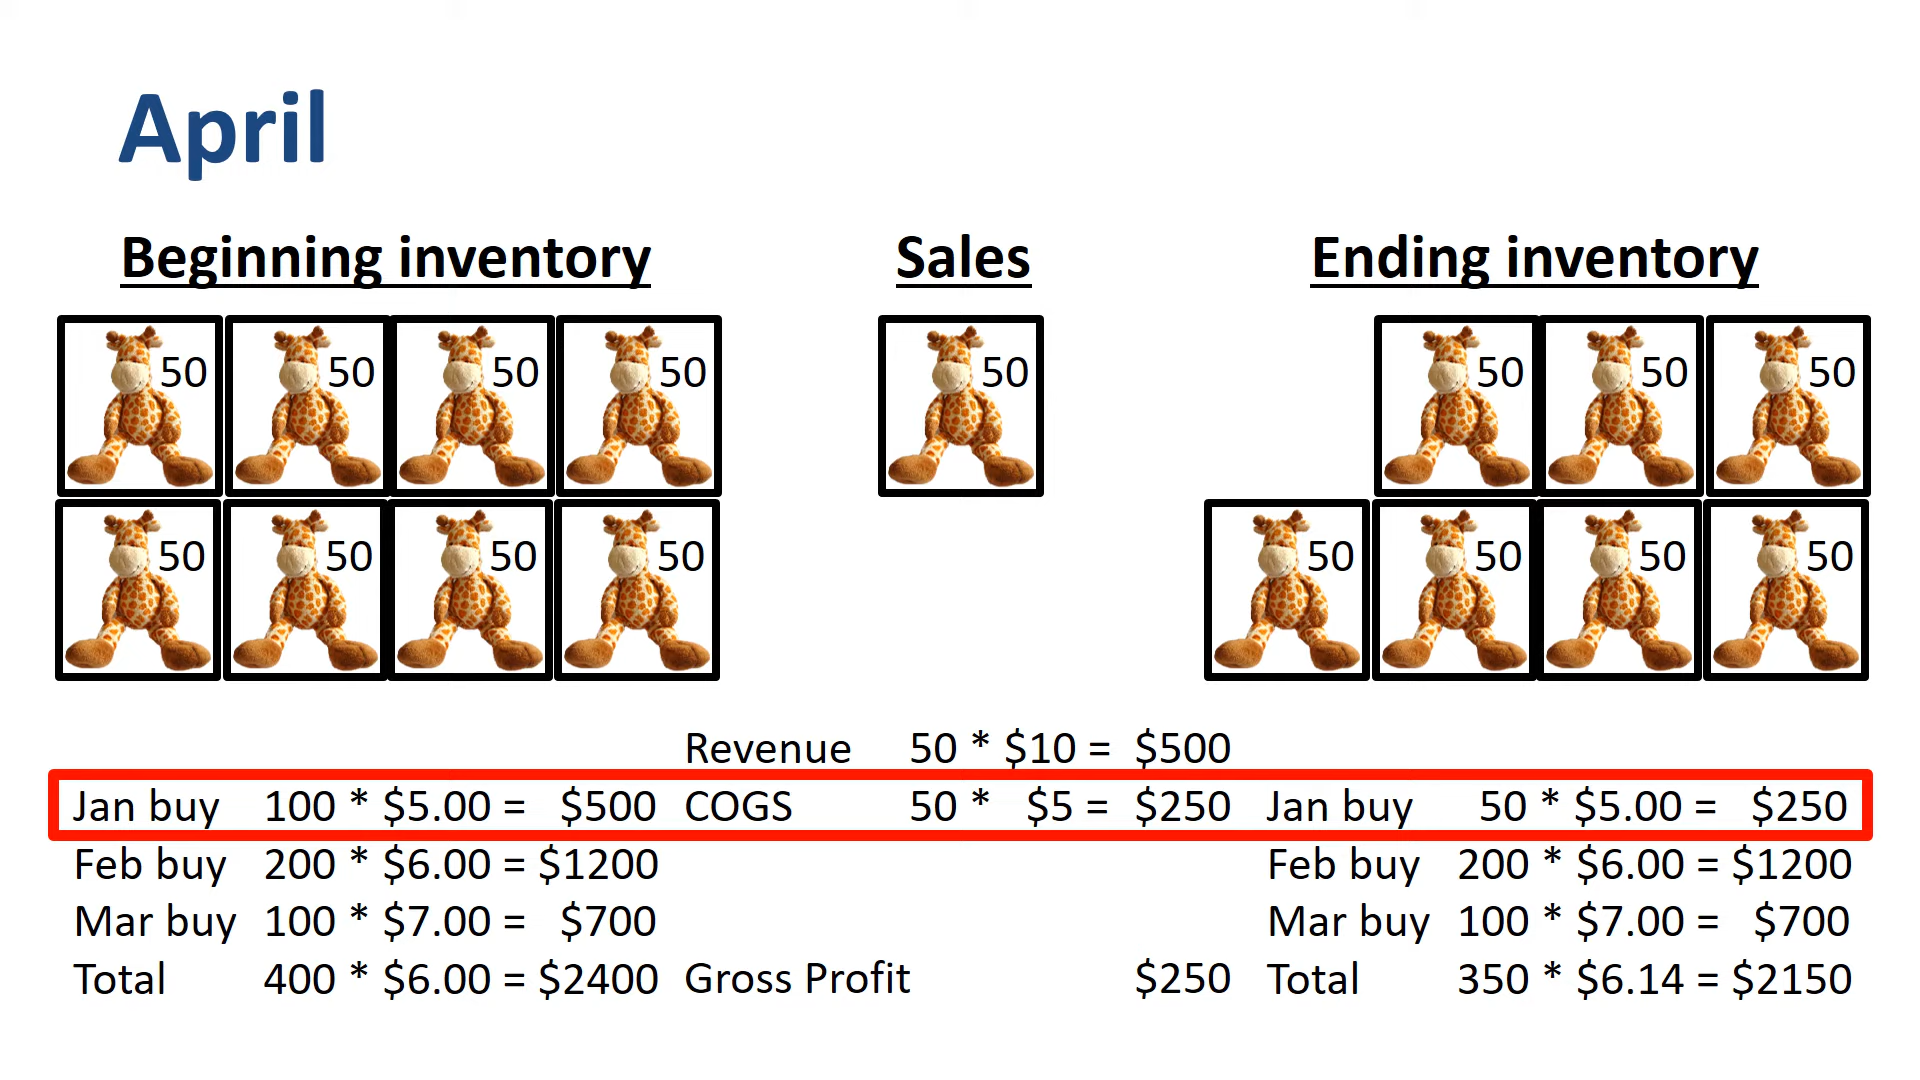 April
Beginning inventory
Sales
Ending inventory
50 50 50 50 50 50 50 50
50 50 50 50 50 50 50 50
Revenue 50 * $10 = $500
Jan buy 100 * $5.00 = $500 COGS 50 * $5 = $250 Jan buy 50 * $5.00 = $250
Feb buy 200 * $6.00 = $1200 Feb buy 200 * $6.00 = $1200
Mar buy 100 * $7.00 = $700 Mar buy 100 * $7.00 = $700
Total 400 * $6.00 = $2400 Gross Profit $250 Total 350 * $6.14 = $2150